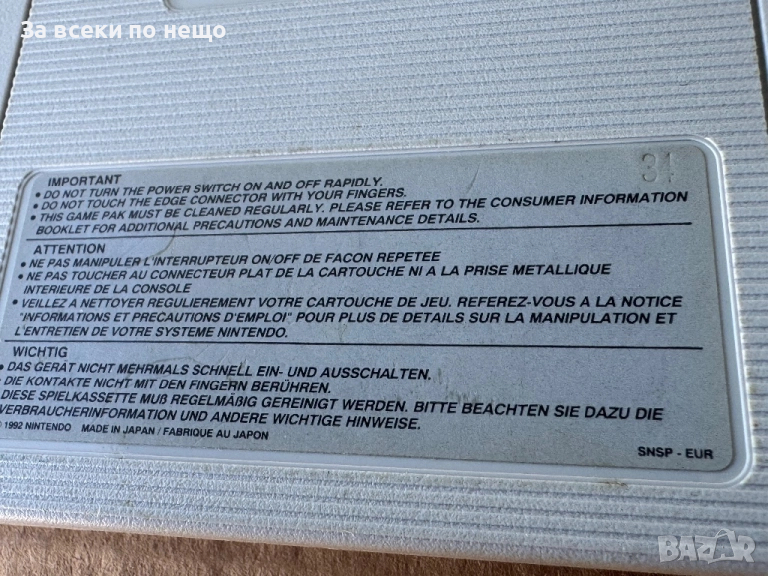 За всеки по нещо
31
IMPORTANT
• DO NOT TURN THE POWER SWITCH ON AND OFF RAPIDLY.
• DO NOT TOUCH THE EDGE CONNECTOR WITH YOUR FINGERS.
• THIS GAME PAK MUST BE CLEANED REGULARLY. PLEASE REFER TO THE CONSUMER INFORMATION
BOOKLET FOR ADDITIONAL PRECAUTIONS AND MAINTENANCE DETAILS.
ATTENTION
• NE PAS MANIPULER L'INTERRUPTEUR ON/OFF DE FACON REPETEE
• NE PAS TOUCHER AU CONNECTEUR PLAT DE LA CARTOUCHE NI A LA PRISE METALLIQUE
INTERIEURE DE LA CONSOLE
• VEILLEZ A NETTOYER REGULIEREMENT VOTRE CARTOUCHE DE JEU. REFEREZ-VOUS A LA NOTICE
"INFORMATIONS ET PRECAUTIONS D'EMPLOI" POUR PLUS DE DETAILS SUR LA MANIPULATION ET
L'ENTRETIEN DE VOTRE SYSTEME NINTENDO.
WICHTIG
• DAS GERÄT NICHT MEHRMALS SCHNELL EIN- UND AUSSCHALTEN.
• DIE KONTAKTE NICHT MIT DEN FINGERN BERÜHREN.
DIESE SPIELKASSETTE MUß REGELMÄßIG GEREINIGT WERDEN. BITTE BEACHTEN SIE DAZU DIE
VERBRAUCHERINFORMATION UND ANDERE WICHTIGE HINWEISE.
© 1992 NINTENDO MADE IN JAPAN / FABRIQUE AU JAPON
SNSP - EUR
BAZAR